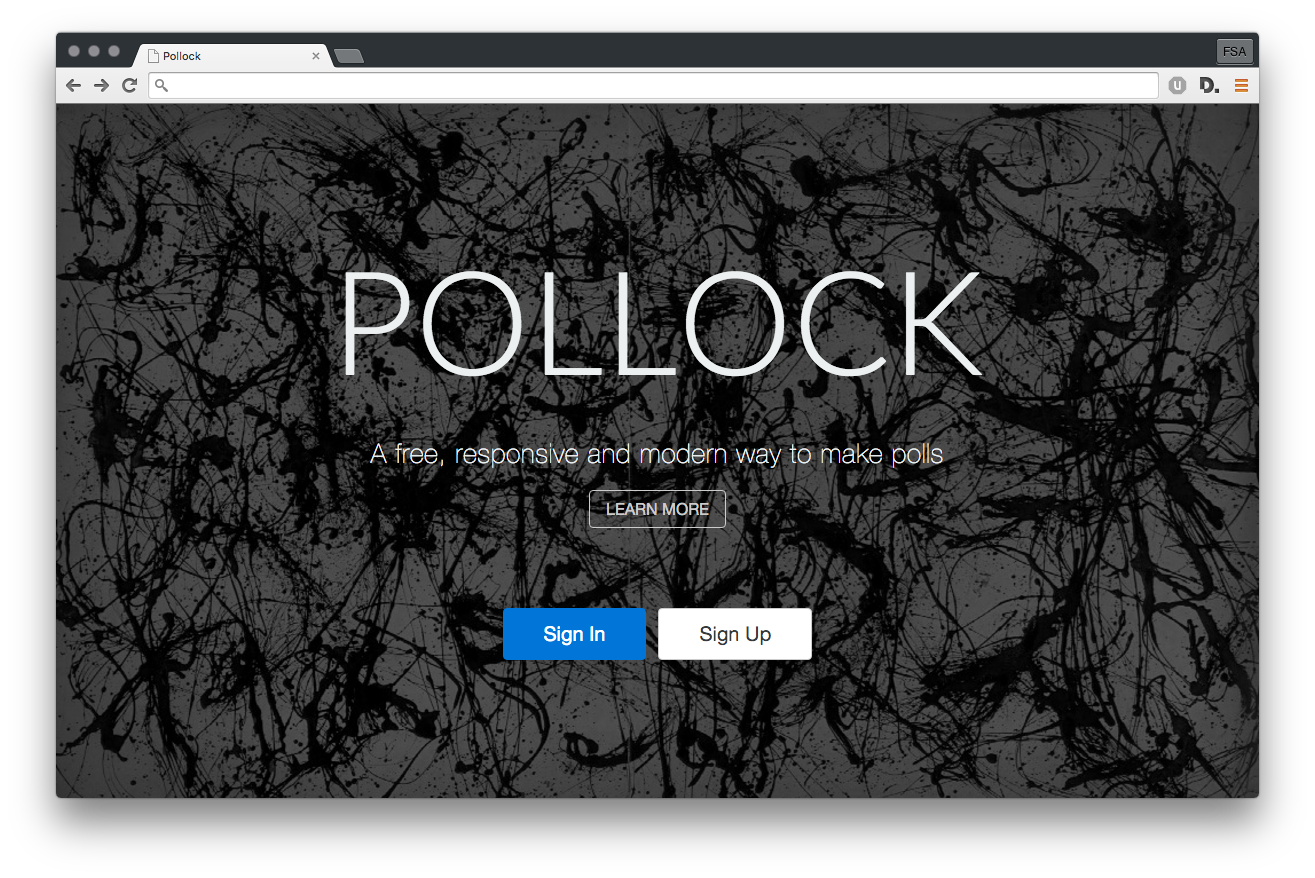 Pollock
FSA
U
D.
POLLOCK
A free, responsive and modern way to make polls
LEARN MORE
Sign In
Sign Up